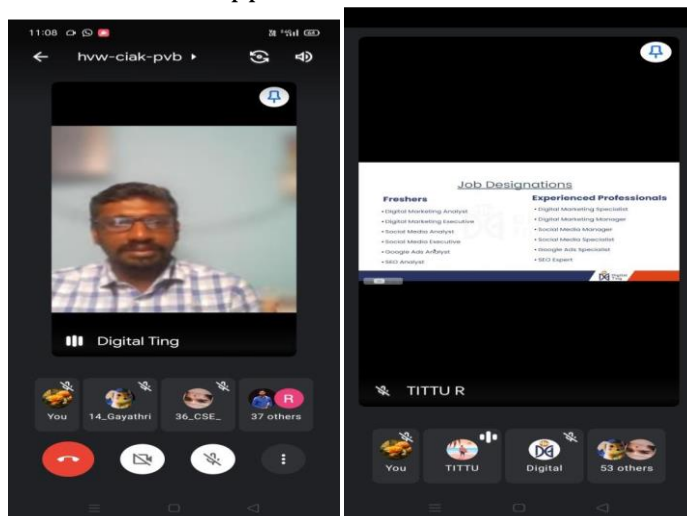 11:08
hvw-ciak-pvb
Digital Ting
You
14_Gayathri
36_CSE_
R
37 others
Job Designations
Freshers
• Digital Marketing Analyst
• Digital Marketing Executive
• Social Media Analyst
• Social Media Executive
• Google Ads Analyst
• SEO Analyst
Experienced Professionals
• Digital Marketing Specialist
• Digital Marketing Manager
• Social Media Manager
• Social Media Specialist
• Google Ads Specialist
• SEO Expert
TITTU R
You
TITTU
Digital
53 others